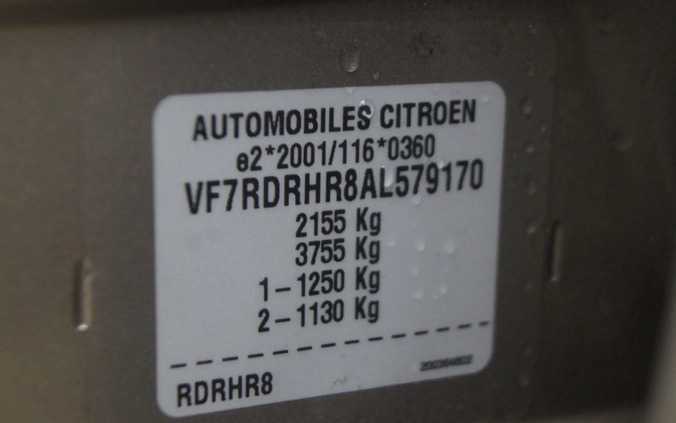 AUTOMOBILES CITROEN
e2*2001/116*0360
VF7RDRHR8AL579170
2155 Kg
3755 Kg
1-1250 Kg
2-1130 Kg
RDRHR8